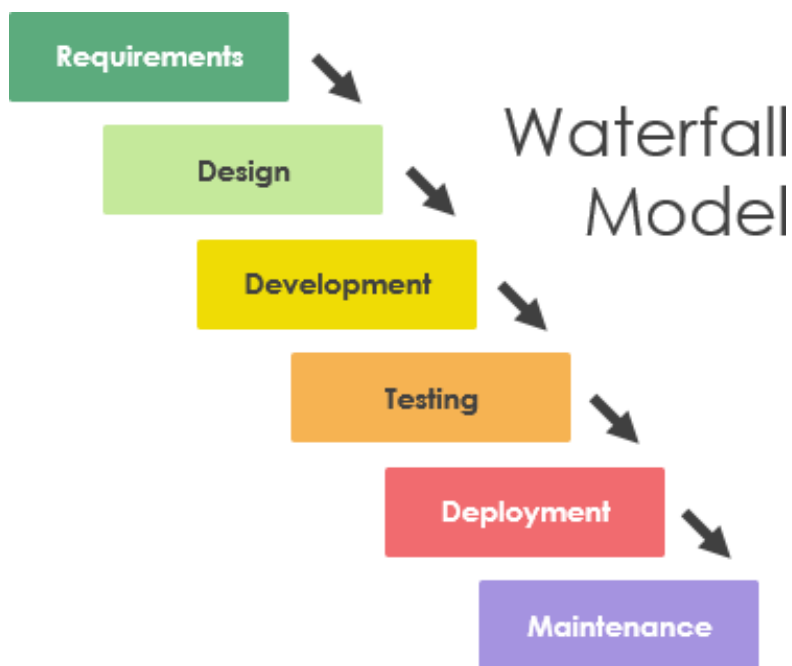 Requirements
Waterfall
Model
Design
Development
Testing
Deployment
Maintenance